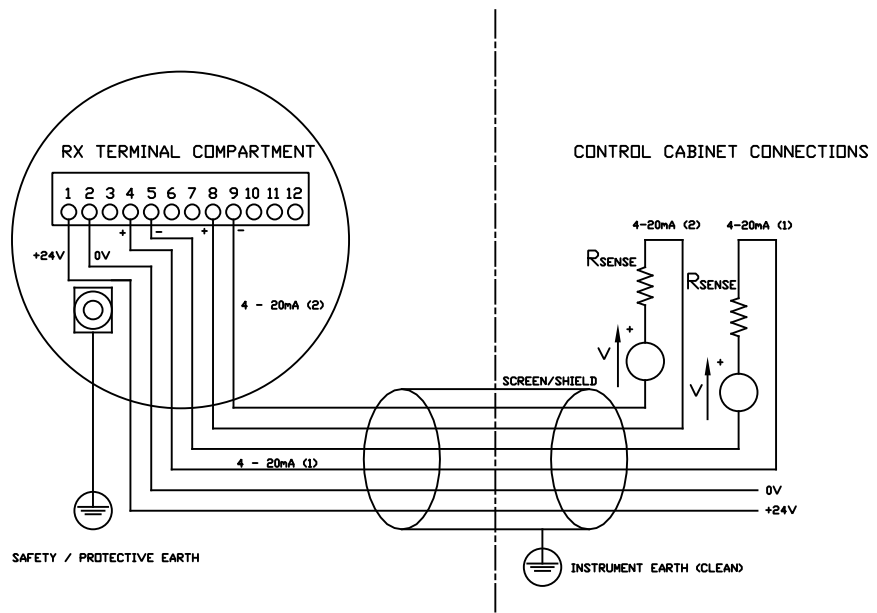 RX TERMINAL COMPARTMENT
CONTROL CABINET CONNECTIONS
1 2 3 4 5 6 7 8 9 10 11 12
+ - + -
+24V 0V
4-20mA (2) 4-20mA (1)
RSENSE
RSENSE
4 - 20mA (2)
+
V
+
V
SCREEN/SHIELD
4 - 20mA (1)
0V
+24V
SAFETY / PROTECTIVE EARTH
INSTRUMENT EARTH (CLEAN)